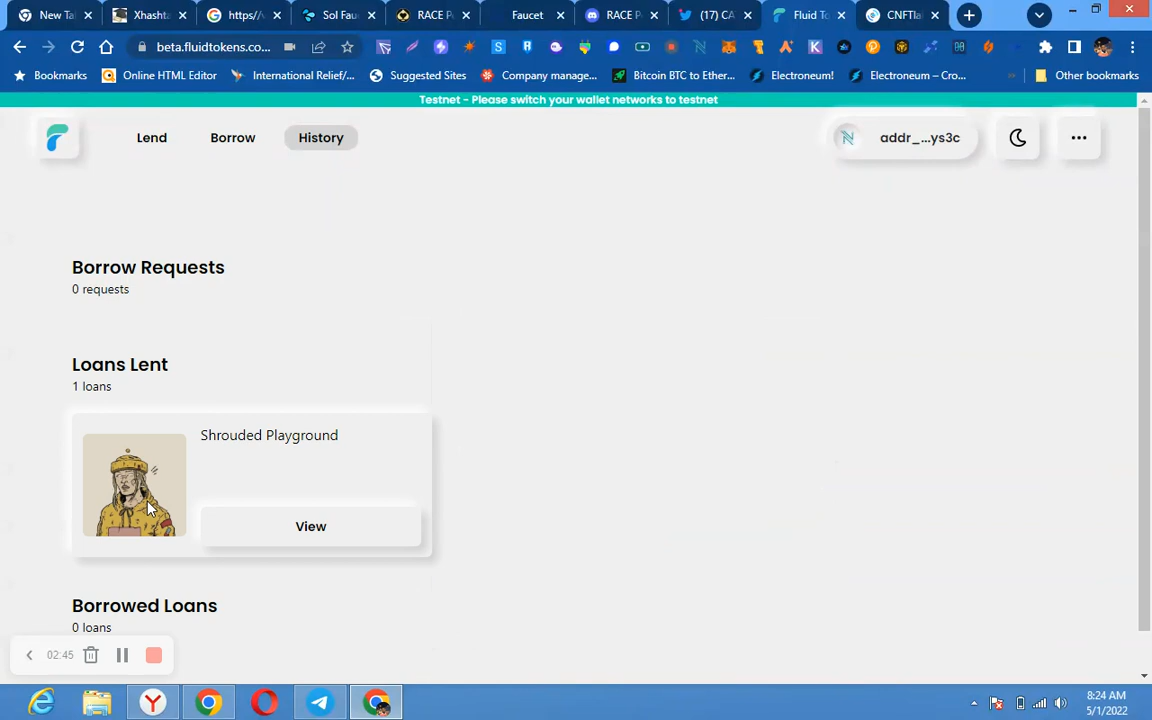 New Ta
Xhashta
https//v
Sol Fau
RACE Po
Faucet
RACE P
(17) CA
Fluid To
CNFTla
beta.fluidtokens.co...
Bookmarks
Online HTML Editor
International Relief/...
Suggested Sites
Company manage...
Bitcoin BTC to Ether...
Electroneum!
Electroneum – Cro...
Other bookmarks
Testnet - Please switch your wallet networks to testnet
Lend
Borrow
History
addr_...ys3c
Borrow Requests
0 requests
Loans Lent
1 loans
Shrouded Playground
View
Borrowed Loans
0 loans
02:45
8:24 AM
5/1/2022